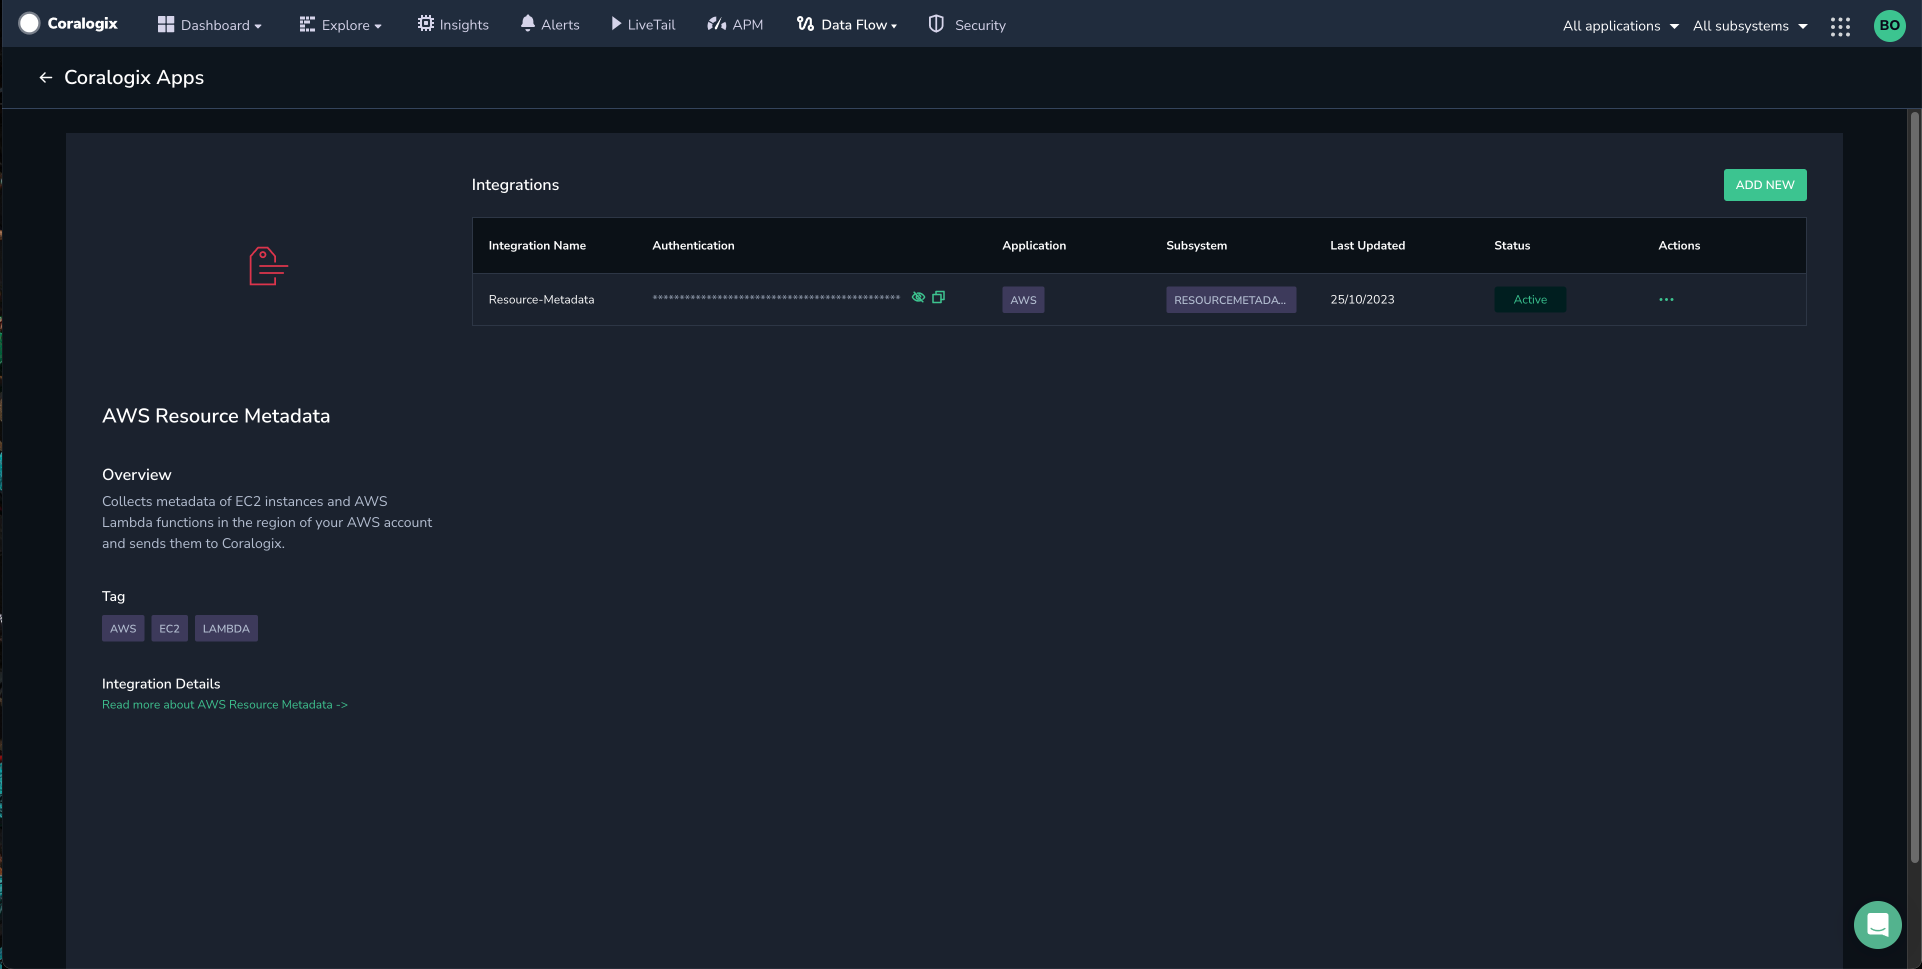 Coralogix
Dashboard
Explore
Insights
Alerts
LiveTail
APM
Data Flow
Security
All applications
All subsystems
BO
Coralogix Apps
Integrations
ADD NEW
Integration Name
Authentication
Application
Subsystem
Last Updated
Status
Actions
Resource-Metadata
**********************************************
AWS
RESOURCEMETADA...
25/10/2023
Active
AWS Resource Metadata
Overview
Collects metadata of EC2 instances and AWS
Lambda functions in the region of your AWS account
and sends them to Coralogix.
Tag
AWS
EC2
LAMBDA
Integration Details
Read more about AWS Resource Metadata ->